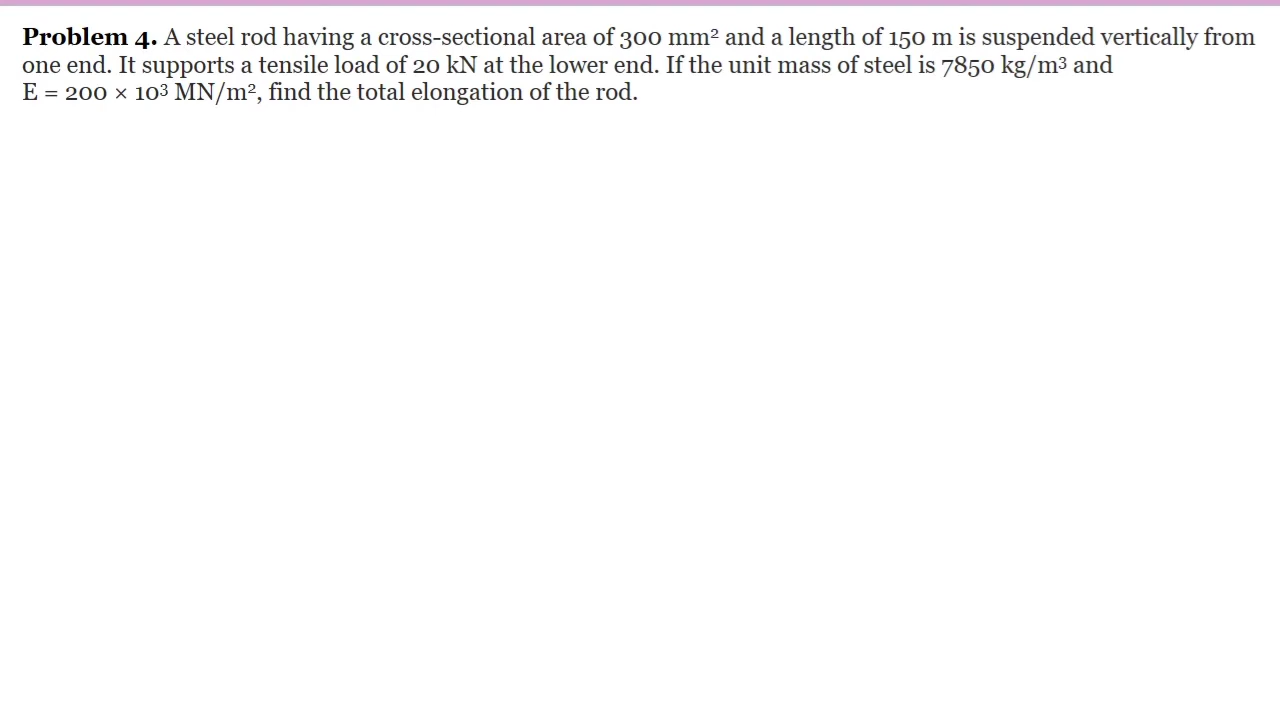 Problem 4. A steel rod having a cross-sectional area of 300 mm² and a length of 150 m is suspended vertically from
one end. It supports a tensile load of 20 kN at the lower end. If the unit mass of steel is 7850 kg/m³ and
E = 200 × 10³ MN/m², find the total elongation of the rod.